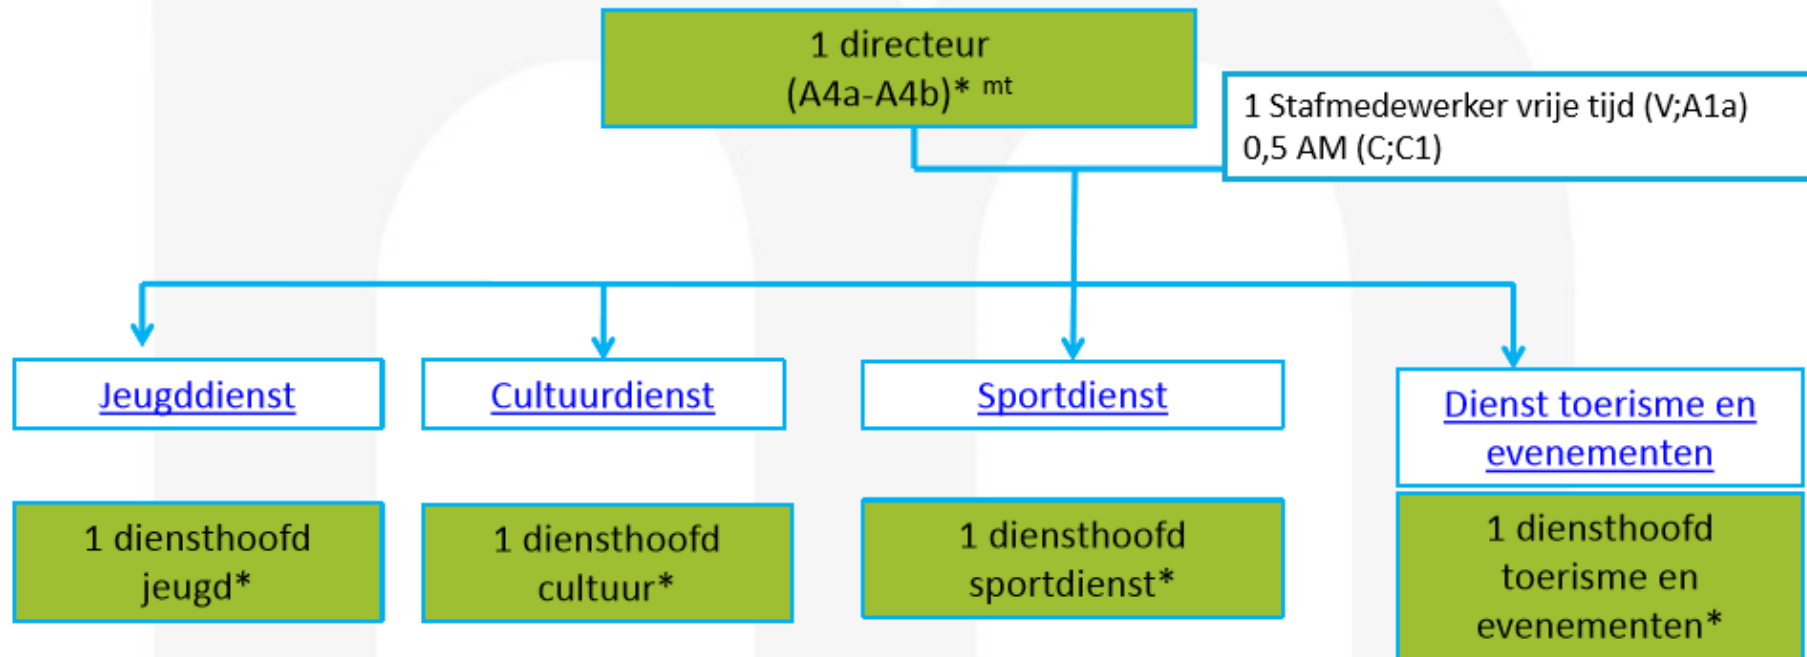 1 directeur
(A4a-A4b)* mt
1 Stafmedewerker vrije tijd (V;A1a)
0,5 AM (C;C1)
Jeugddienst
Cultuurdienst
Sportdienst
Dienst toerisme en
evenementen
1 diensthoofd
jeugd*
1 diensthoofd
cultuur*
1 diensthoofd
sportdienst*
1 diensthoofd
toerisme en
evenementen*